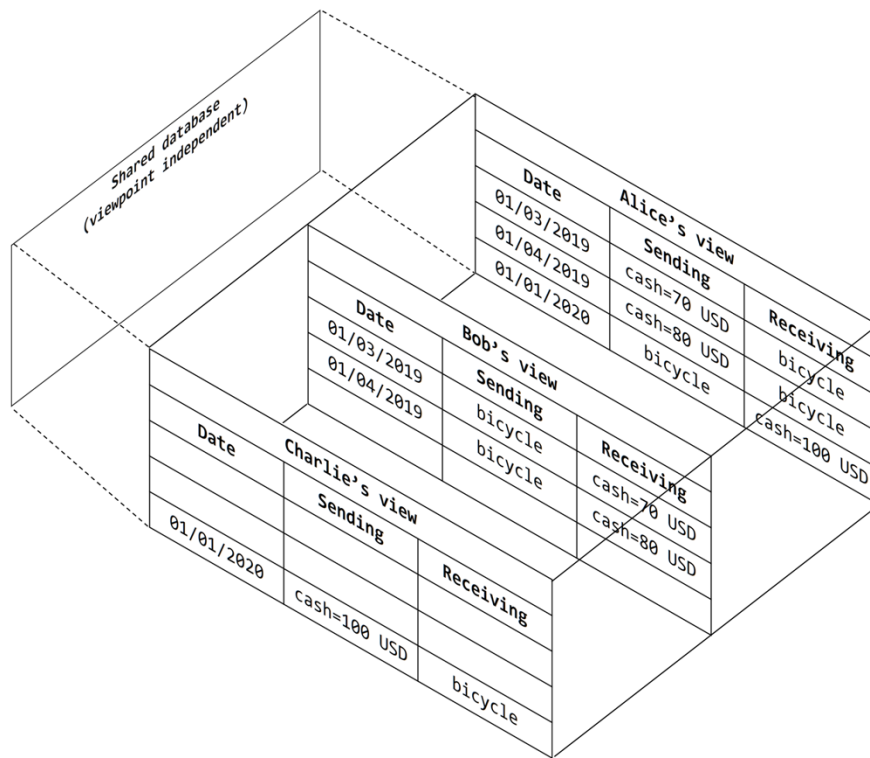 Shared database
(viewpoint independent)
Alice’s view
Date Sending Receiving
01/03/2019 cash=70 USD bicycle
01/04/2019 cash=80 USD bicycle
01/01/2020 bicycle cash=100 USD
Bob’s view
Date Sending Receiving
01/03/2019 bicycle cash=70 USD
01/04/2019 bicycle cash=80 USD
Charlie’s view
Date Sending Receiving
01/01/2020 cash=100 USD bicycle